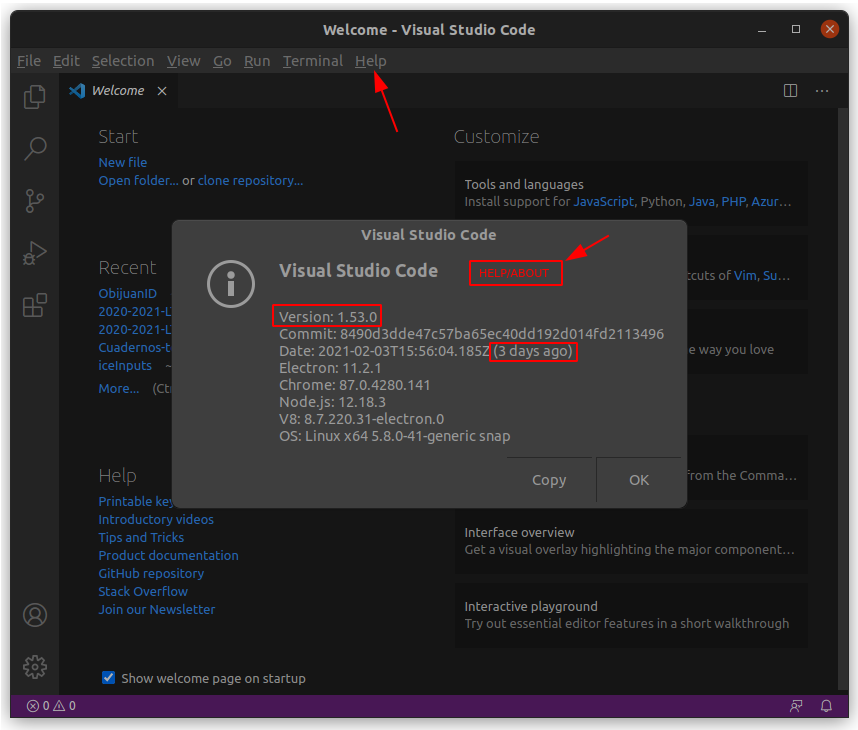 Welcome - Visual Studio Code
File Edit Selection View Go Run Terminal Help
Welcome
Start
New file
Open folder... or clone repository...
Recent
ObijuanID
2020-2021-L
2020-2021-L
Cuadernos-t
iceInputs ~
More... (Ct
Help
Printable key
Introductory videos
Tips and Tricks
Product documentation
GitHub repository
Stack Overflow
Join our Newsletter
Show welcome page on startup
Customize
Tools and languages
Install support for JavaScript, Python, Java, PHP, Azur...
cuts of Vim, Su...
e way you love
from the Comma...
Interface overview
Get a visual overlay highlighting the major component...
Interactive playground
Try out essential editor features in a short walkthrough
Visual Studio Code
Visual Studio Code
HELP/ABOUT
Version: 1.53.0
Commit: 8490d3dde47c57ba65ec40dd192d014fd2113496
Date: 2021-02-03T15:56:04.185Z (3 days ago)
Electron: 11.2.1
Chrome: 87.0.4280.141
Node.js: 12.18.3
V8: 8.7.220.31-electron.0
OS: Linux x64 5.8.0-41-generic snap
Copy OK
0 0